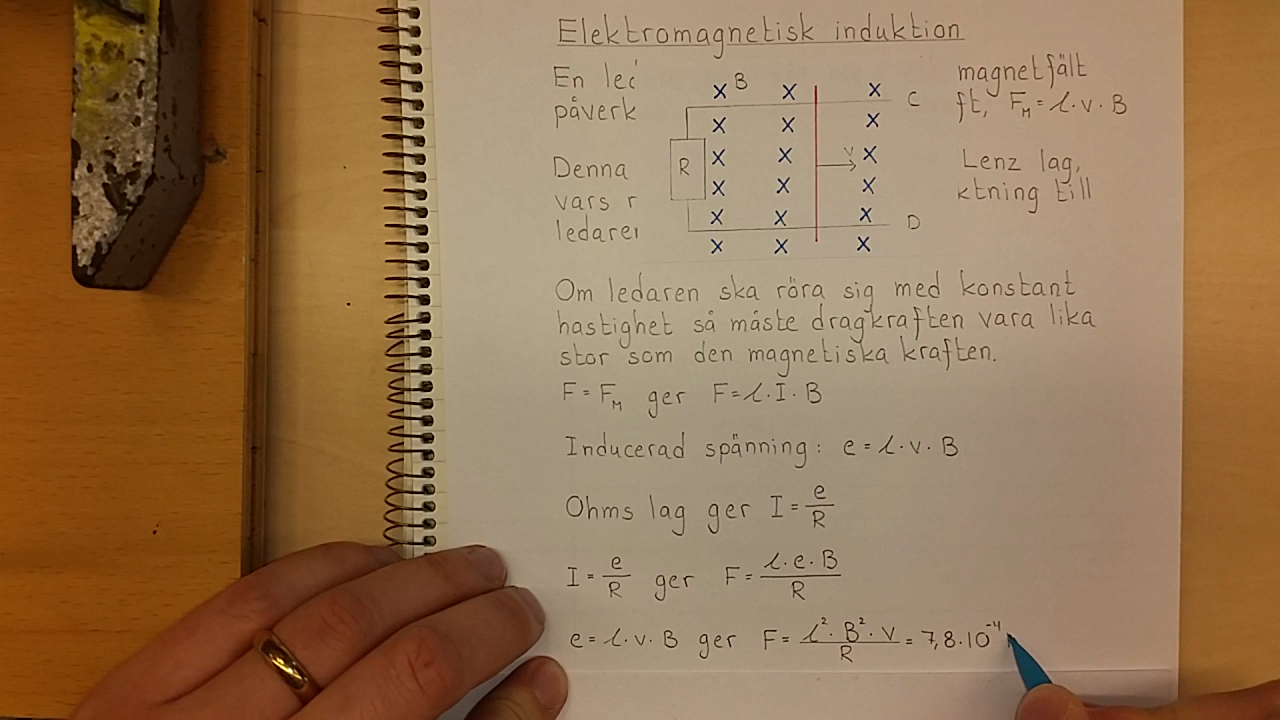 Elektromagnetisk induktion
En led
magnetfält
påverk
ft, F_M = l · v · B
Denna
Lenz lag,
vars r
ktning till
ledaren
B
C
R
v
D
Om ledaren ska röra sig med konstant
hastighet så måste dragkraften vara lika
stor som den magnetiska kraften.
F = F_M ger F = l · I · B
Inducerad spänning: e = l · v · B
Ohms lag ger I = e/R
I = e/R ger F = l · e · B / R
e = l · v · B ger F = l² · B² · v / R = 7,8 · 10⁻⁴